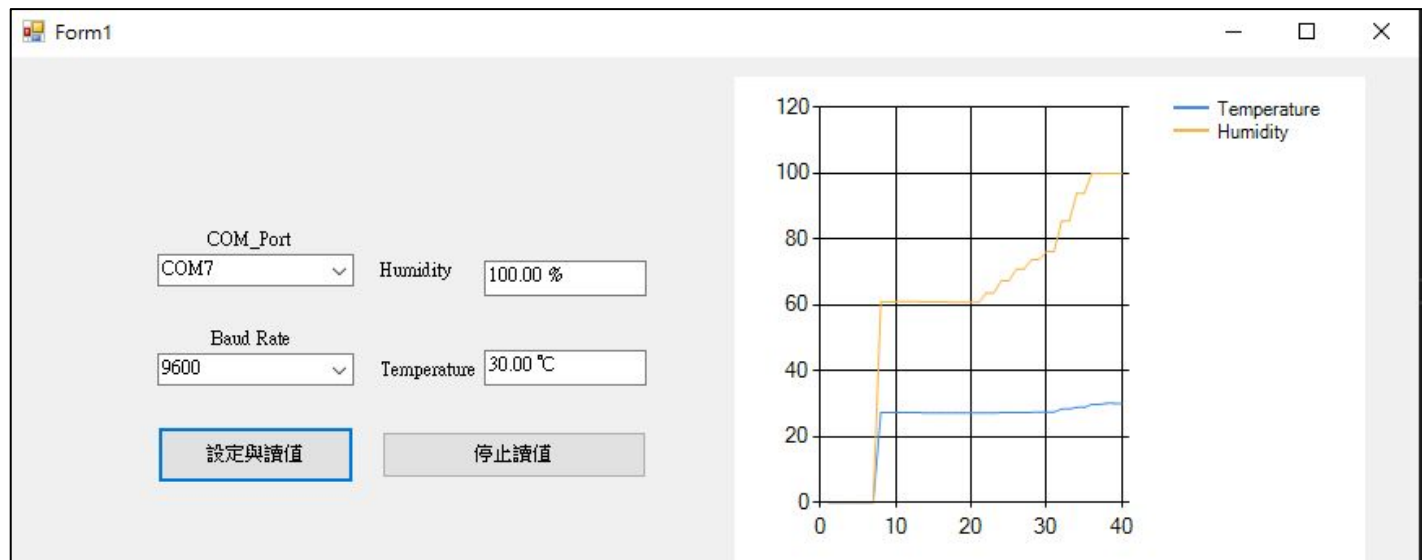 Form1
COM_Port
COM7
Humidity
100.00 %
Baud Rate
9600
Temperature
30.00 ℃
設定與讀值
停止讀值
120
100
80
60
40
20
0
0 10 20 30 40
Temperature
Humidity